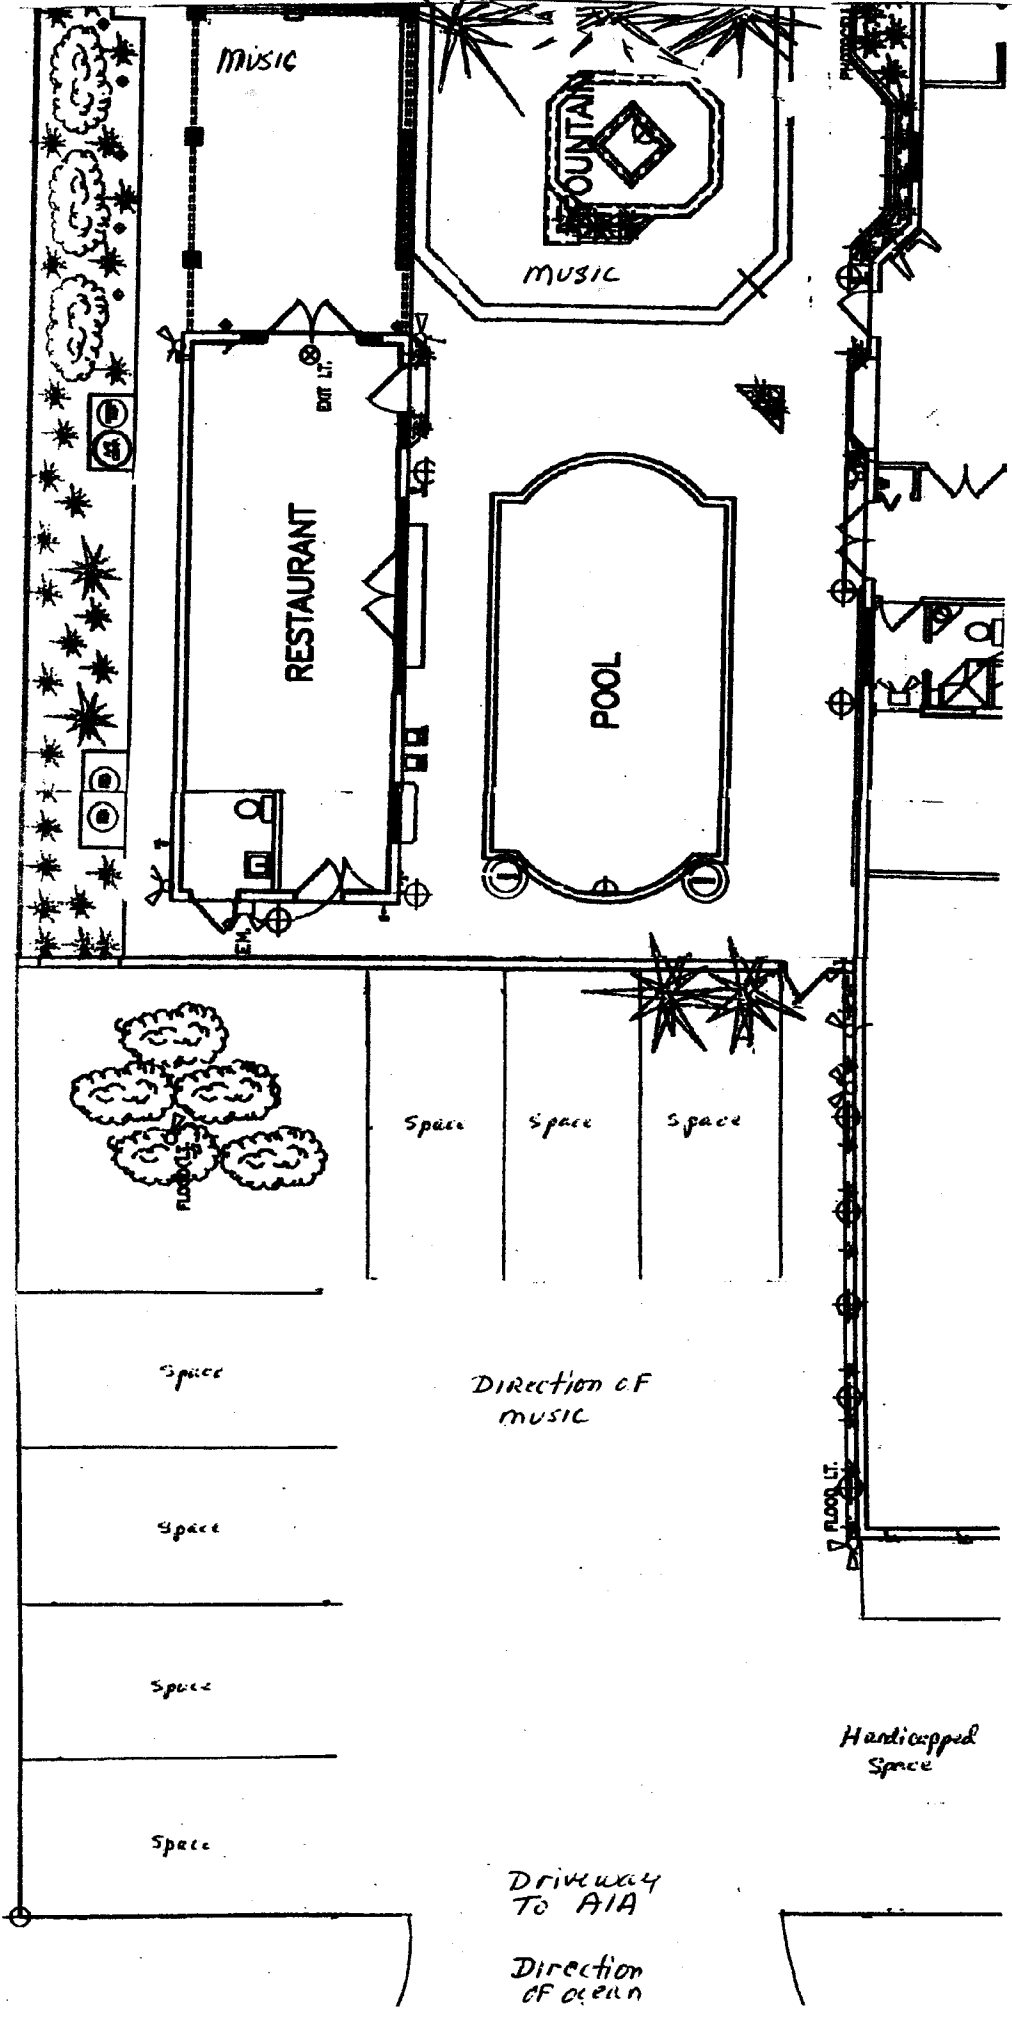 Music
FOUNTAIN
Music
EXIT LT.
RESTAURANT
POOL
EM.
Space
Space
Space
FLOOD LT.
Space
Direction of
music
Space
FLOOD LT.
Space
Handicapped
Space
Space
Driveway
To A1A
Direction
of ocean